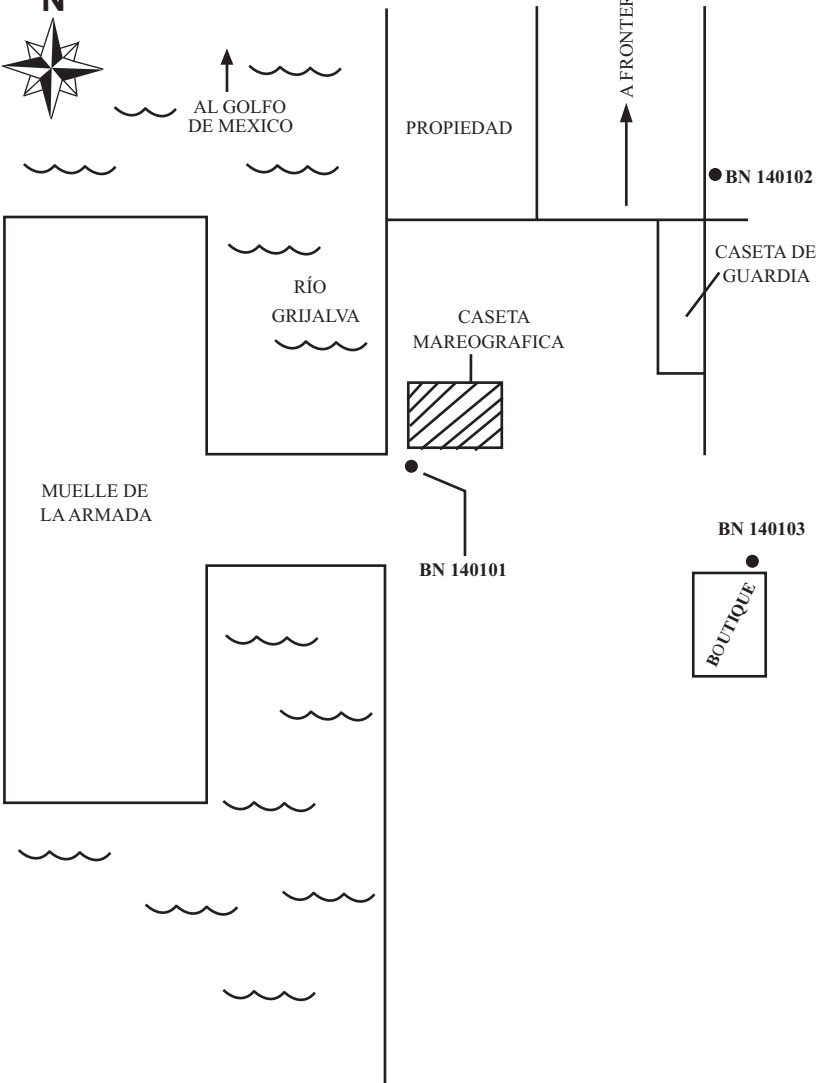 N
AL GOLFO
DE MEXICO
PROPIEDAD
A FRONTER
BN 140102
CASETA DE
GUARDIA
RÍO
GRIJALVA
CASETA
MAREOGRAFICA
MUELLE DE
LA ARMADA
BN 140101
BN 140103
BOUTIQUE